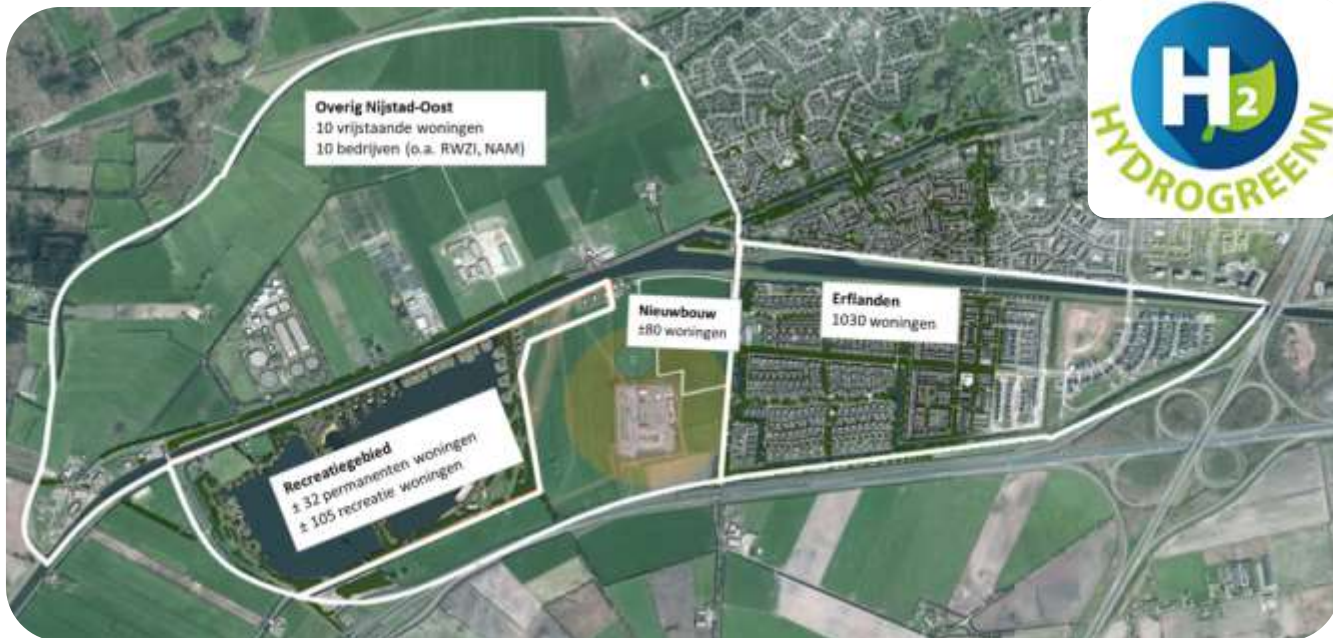 Overig Nijstad-Oost
10 vrijstaande woningen
10 bedrijven (o.a. RWZI, NAM)
Nieuwbouw
±80 woningen
Erflanden
1030 woningen
Recreatiegebied
± 32 permanenten woningen
± 105 recreatie woningen
H2
HYDROGREENN